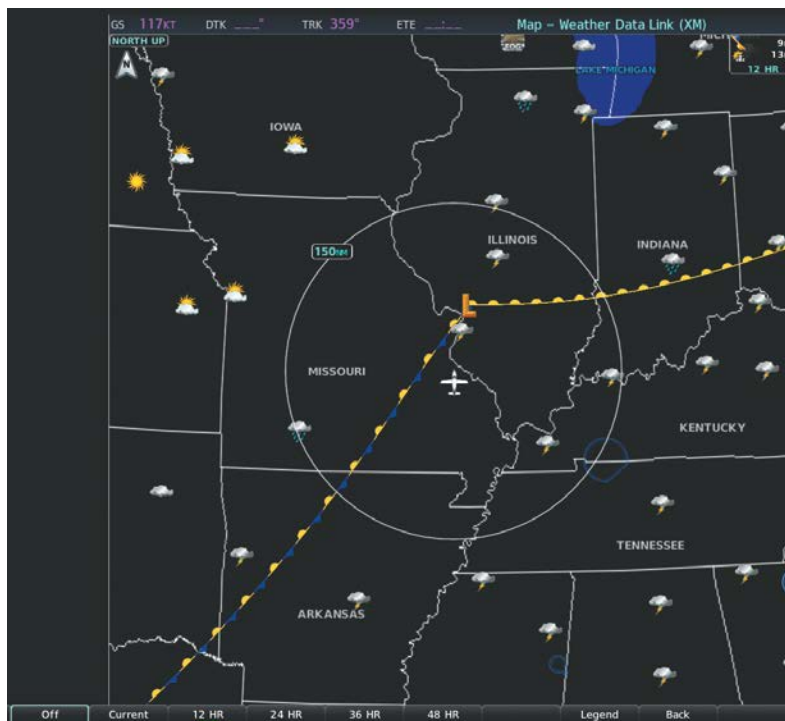 GS 117KT DTK ___° TRK 359° ETE __:__ Map – Weather Data Link (XM)
NORTH UP
N
LAKE MICHIGAN
12 HR
IOWA
150NM
ILLINOIS
INDIANA
L
MISSOURI
KENTUCKY
TENNESSEE
ARKANSAS
Off Current 12 HR 24 HR 36 HR 48 HR Legend Back